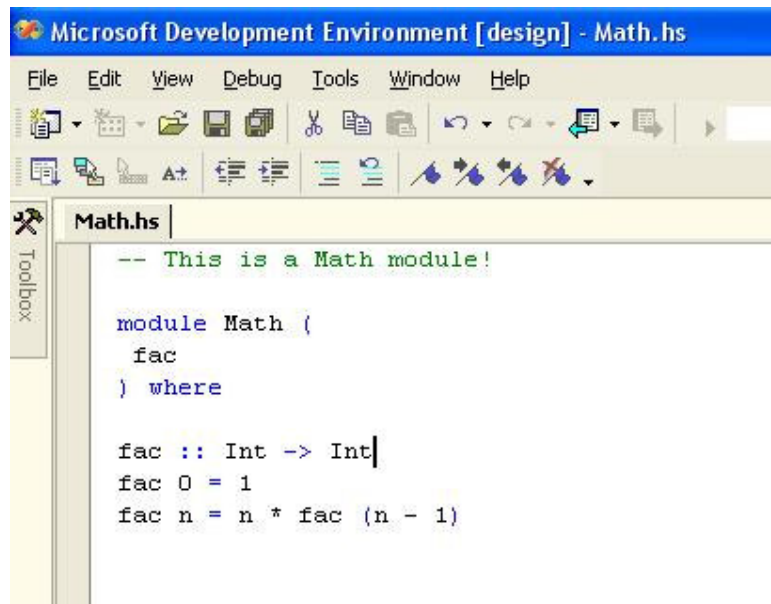 Microsoft Development Environment [design] - Math.hs
File Edit View Debug Tools Window Help
Math.hs
Toolbox
-- This is a Math module!
module Math (
 fac
) where
fac :: Int -> Int
fac 0 = 1
fac n = n * fac (n - 1)